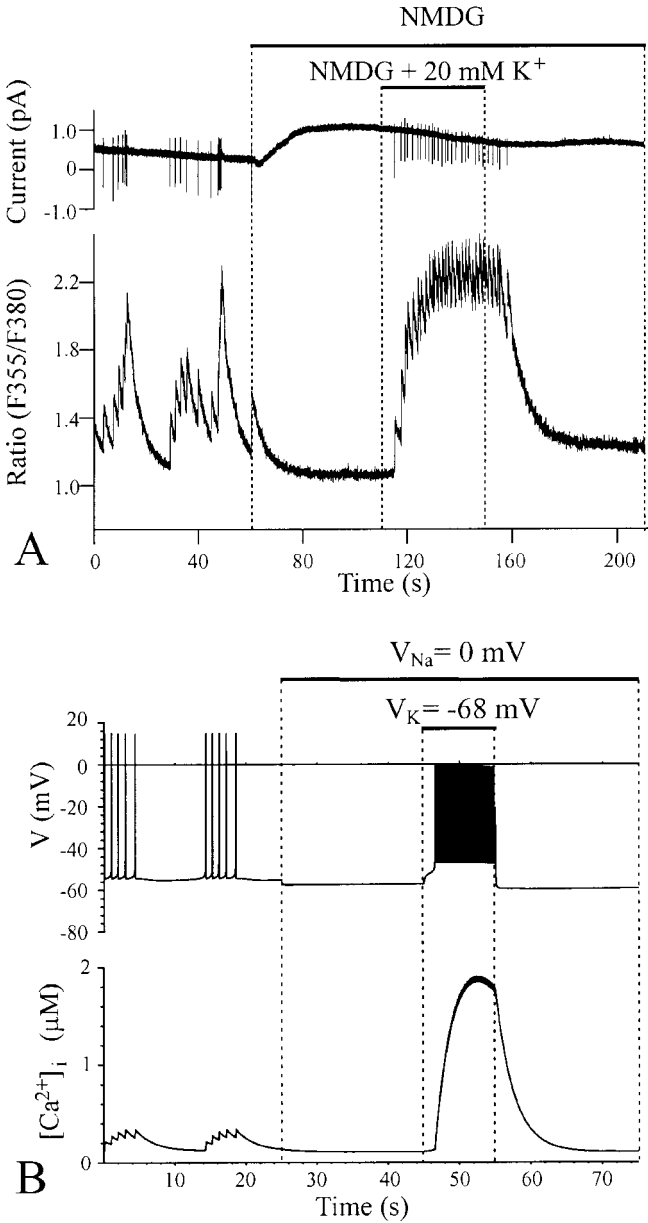 NMDG
NMDG + 20 mM K+
Current (pA)
1.0
0
-1.0
Ratio (F355/F380)
2.2
1.8
1.4
1.0
A
0 40 80 120 160 200
Time (s)
VNa= 0 mV
VK= -68 mV
V (mV)
20
0
-20
-40
-60
-80
[Ca2+]i (μM)
2
1
0
B
10 20 30 40 50 60 70
Time (s)